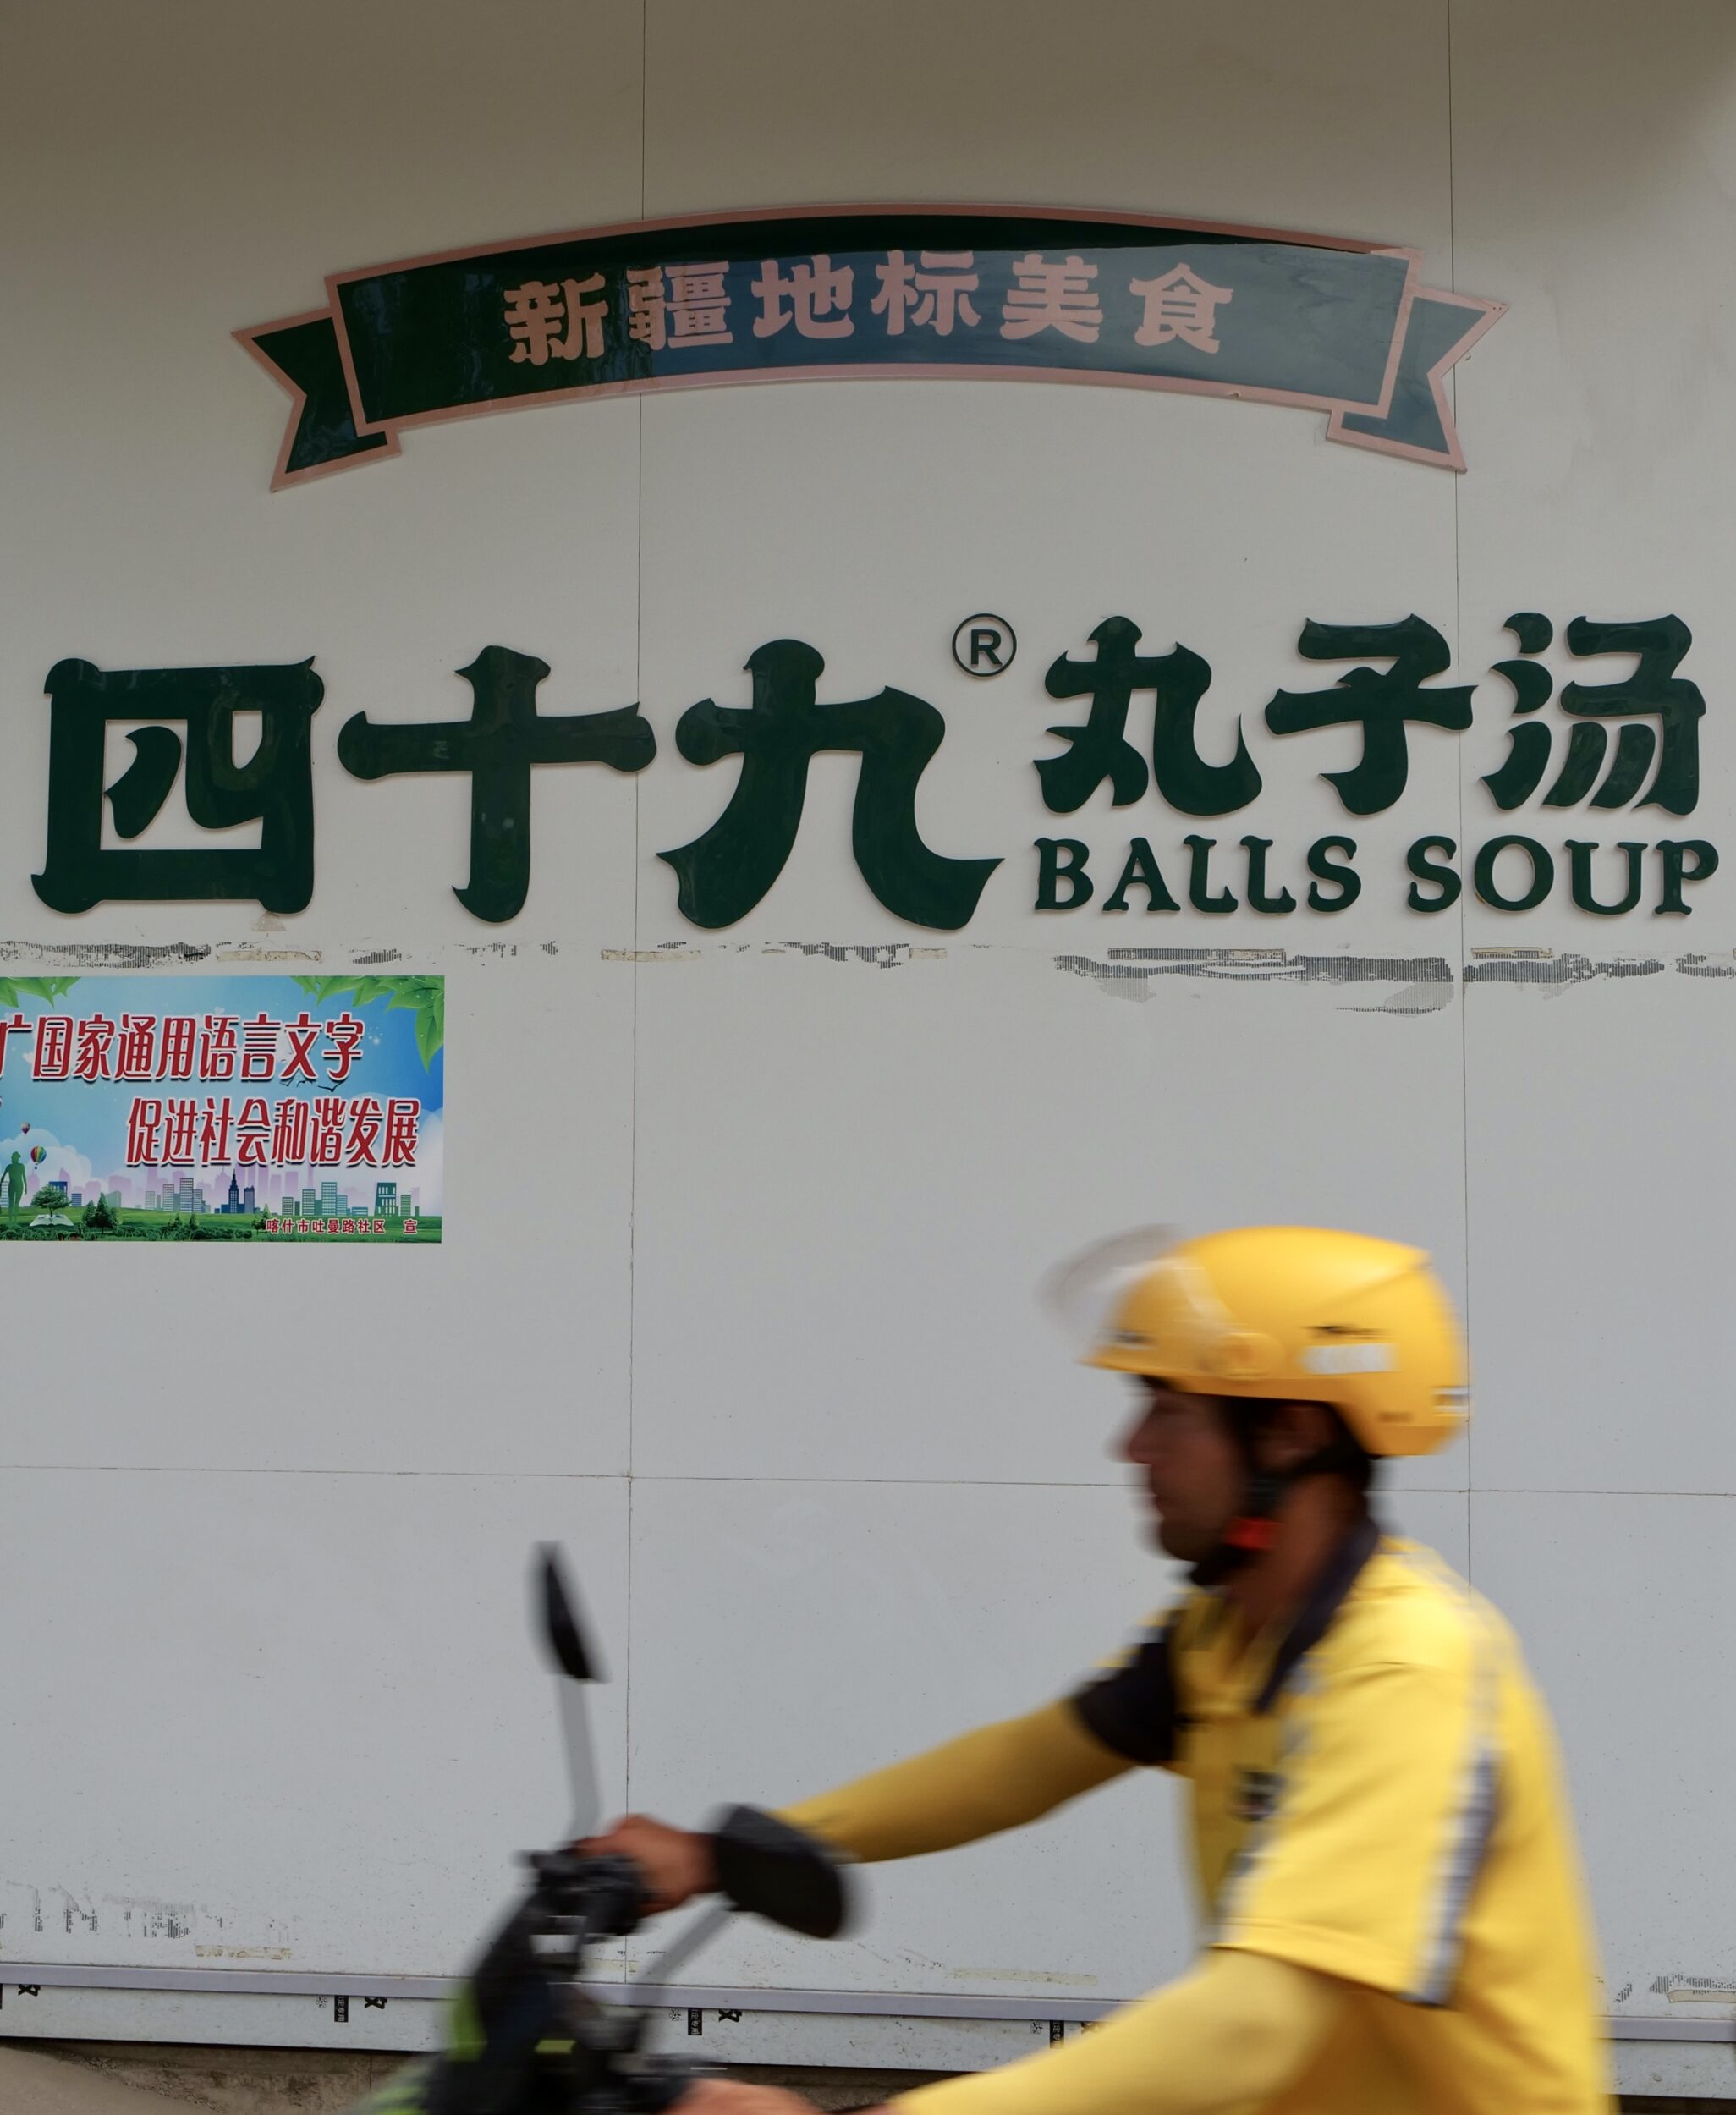 新疆地标美食
四十九® 丸子汤
BALLS SOUP
广国家通用语言文字
促进社会和谐发展
喀什市吐曼路社区 宣